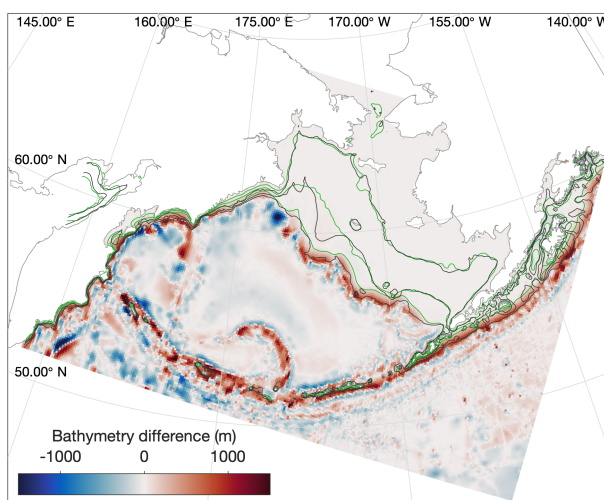 145.00° E 160.00° E 175.00° E 170.00° W 155.00° W 140.00° W
60.00° N
50.00° N
Bathymetry difference (m)
-1000 0 1000